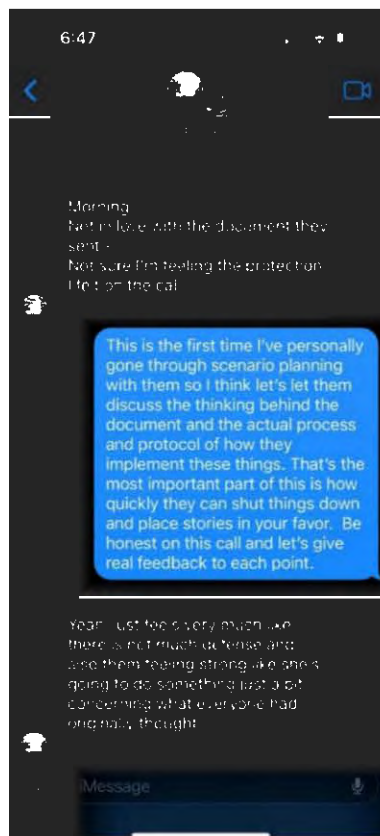 6:47
Morning
Not in love with the document they
sent -
Not sure I'm feeling the protection
I felt on the call
This is the first time I've personally
gone through scenario planning
with them so I think let's let them
discuss the thinking behind the
document and the actual process
and protocol of how they
implement these things. That's the
most important part of this is how
quickly they can shut things down
and place stories in your favor. Be
honest on this call and let's give
real feedback to each point.
Yeah I just feels very much like
there is not much defense and
also them feeling strong like she's
going to do something just a bit
concerning what everyone had
originally thought
iMessage